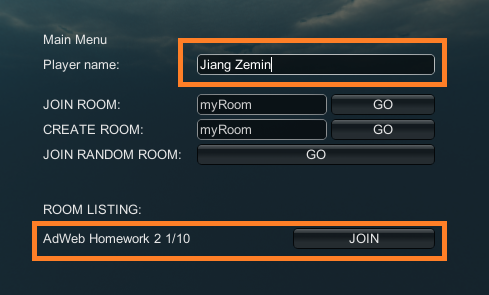 Main Menu
Player name: Jiang Zemin
JOIN ROOM: myRoom GO
CREATE ROOM: myRoom GO
JOIN RANDOM ROOM: GO
ROOM LISTING:
AdWeb Homework 2 1/10 JOIN